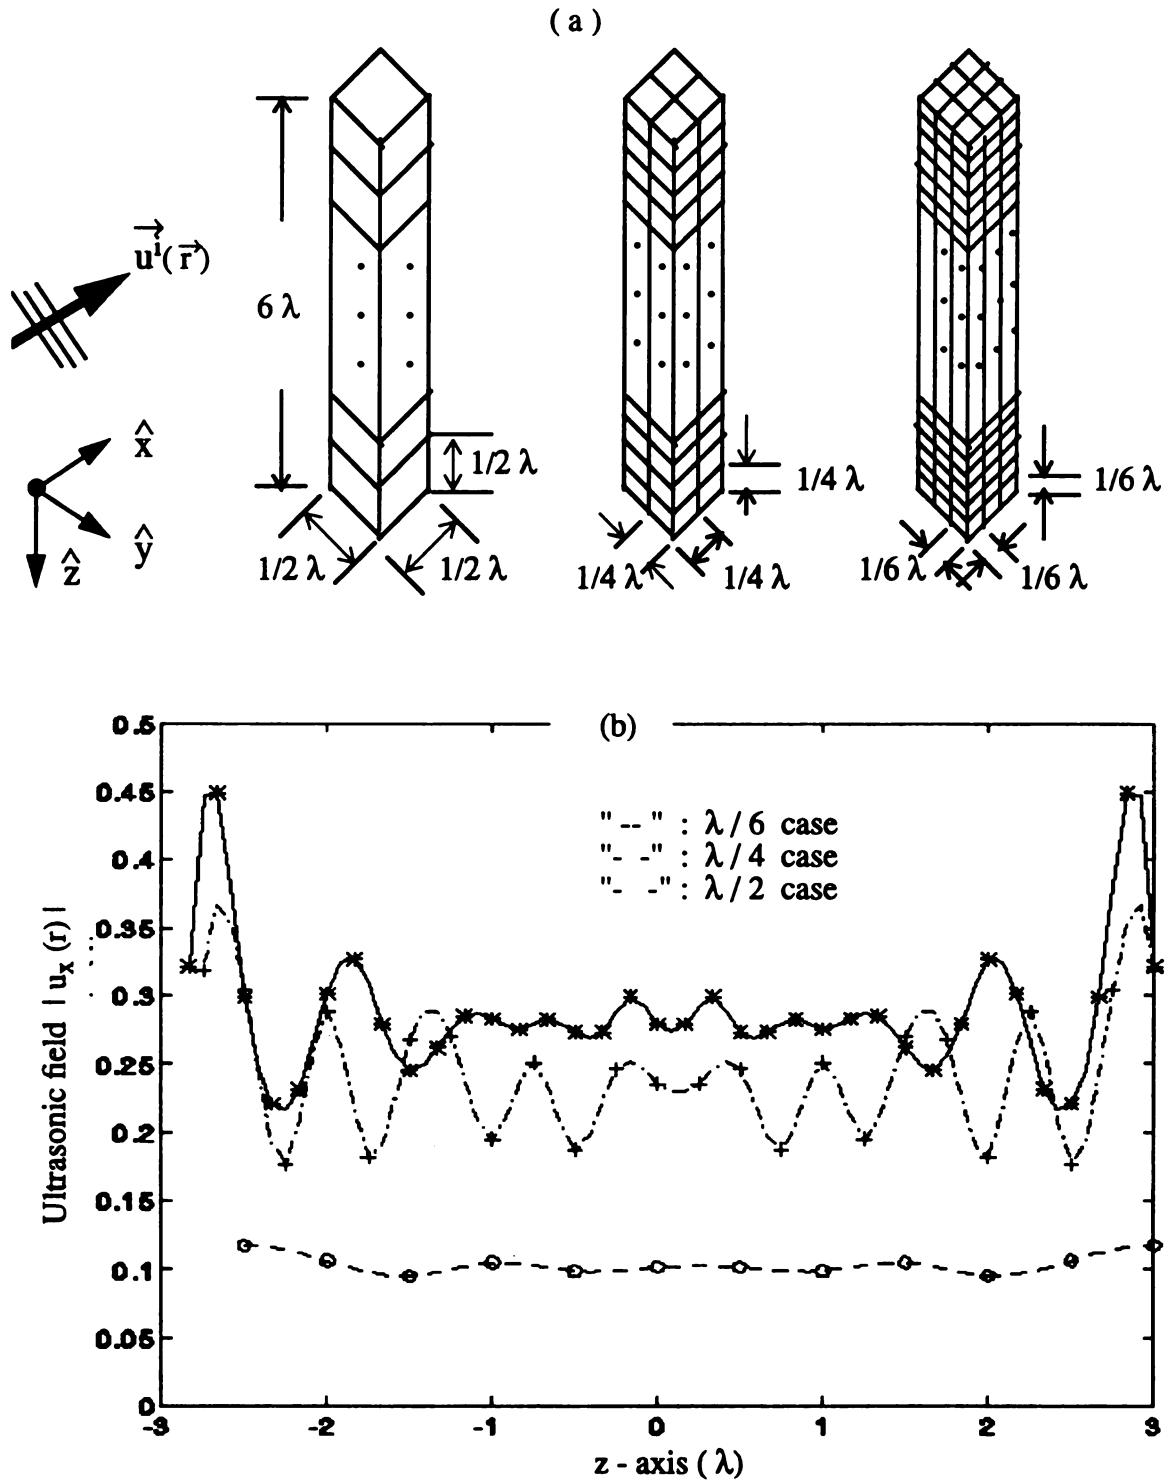 ( a )
u^i( r )
6 λ
1/2 λ
1/4 λ
1/6 λ
x̂
ŷ
ẑ
1/2 λ 1/2 λ
1/4 λ 1/4 λ
1/6 λ 1/6 λ
(b)
Ultrasonic field | u_x (r) |
0.5
0.45
0.4
0.35
0.3
0.25
0.2
0.15
0.1
0.05
0
" -- " : λ / 6 case
"- -" : λ / 4 case
"- -" : λ / 2 case
-3 -2 -1 0 1 2 3
z - axis ( λ )